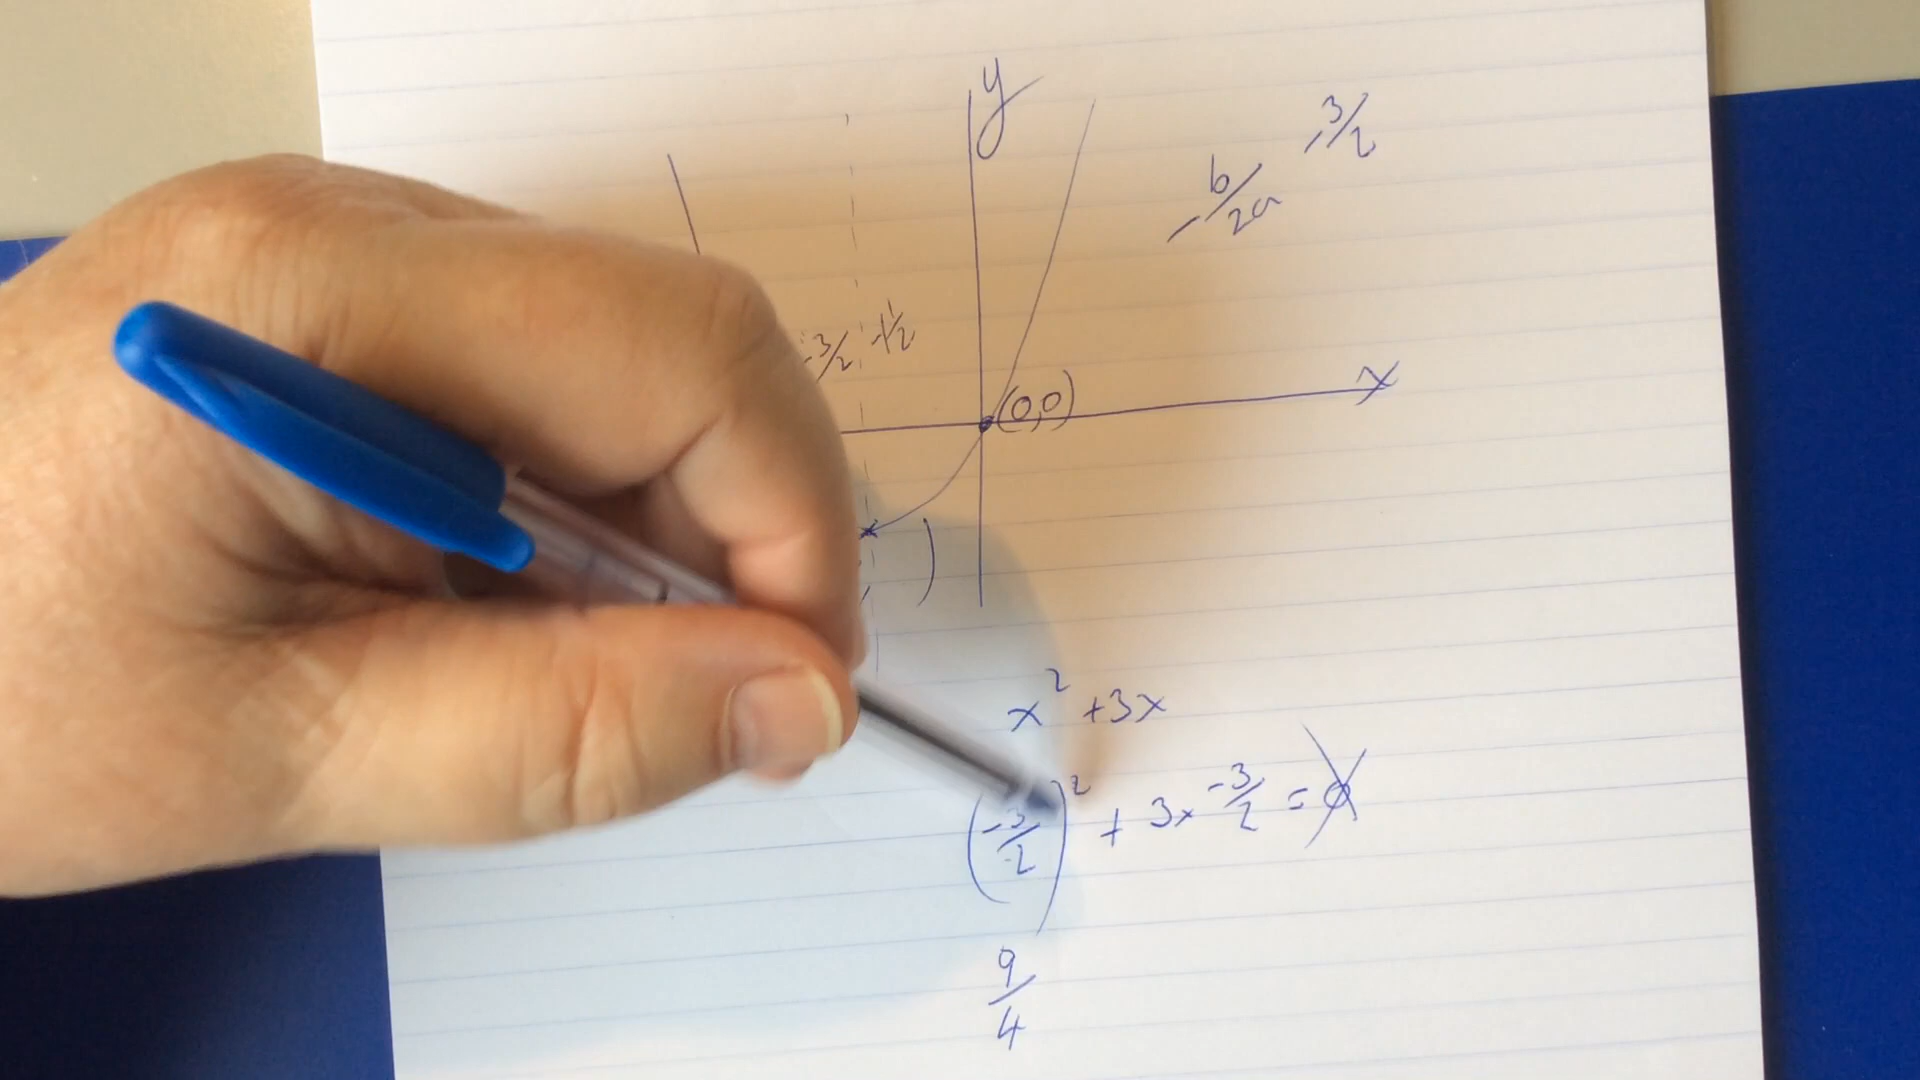 y
-3/2
-b/2a
-3/2 -1 1/2
x
(0,0)
( , )
x² +3x
(-3/2)² + 3x -3/2 = 0
9/4